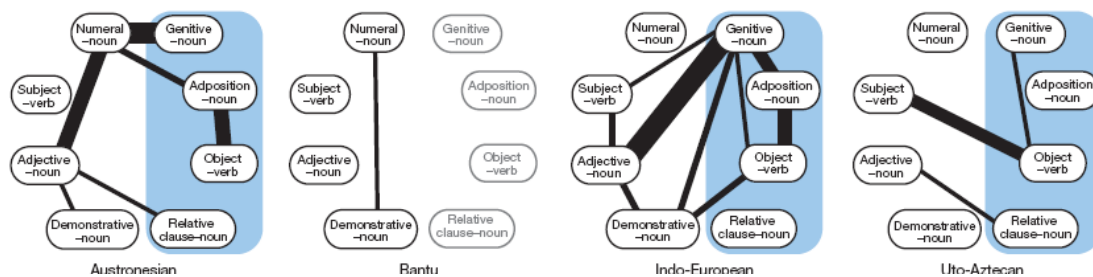 Numeral
–noun
Genitive
–noun
Subject
–verb
Adposition
–noun
Adjective
–noun
Object
–verb
Demonstrative
–noun
Relative
clause–noun
Austronesian
Numeral
–noun
Genitive
–noun
Subject
–verb
Adposition
–noun
Adjective
–noun
Object
–verb
Demonstrative
–noun
Relative
clause–noun
Bantu
Numeral
–noun
Genitive
–noun
Subject
–verb
Adposition
–noun
Adjective
–noun
Object
–verb
Demonstrative
–noun
Relative
clause–noun
Indo-European
Numeral
–noun
Genitive
–noun
Subject
–verb
Adposition
–noun
Adjective
–noun
Object
–verb
Demonstrative
–noun
Relative
clause–noun
Uto-Aztecan